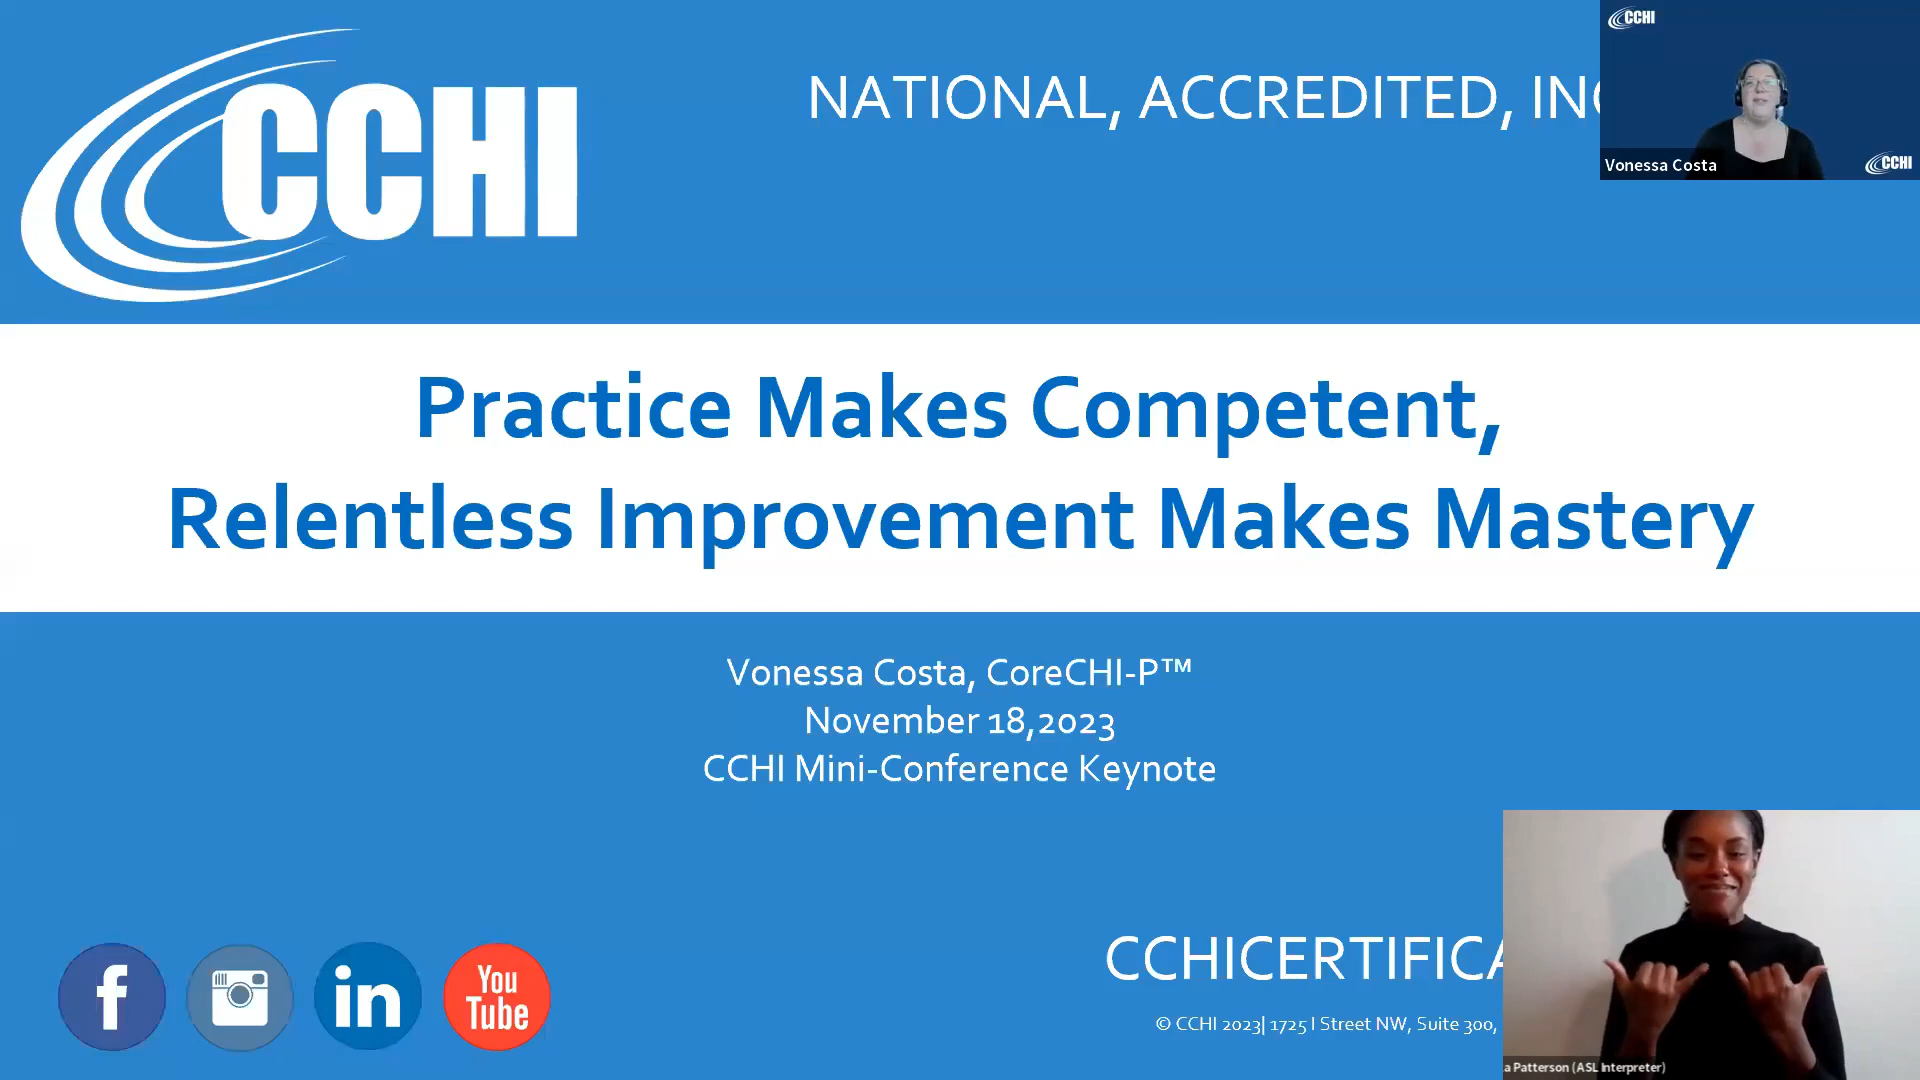 CCHI
NATIONAL, ACCREDITED,
CCHI
Vonessa Costa
CCHI
Practice Makes Competent,
Relentless Improvement Makes Mastery
Vonessa Costa, CoreCHI-P™
November 18,2023
CCHI Mini-Conference Keynote
f
in
You
Tube
CCHICERTIFICA
© CCHI 2023| 1725 I Street NW, Suite 300,
Patterson (ASL Interpreter)